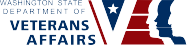 WASHINGTON STATE
DEPARTMENT OF
VETERANS
AFFAIRS